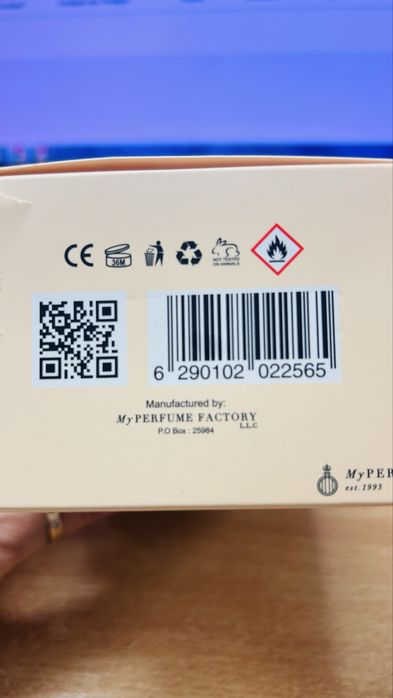 CE
36M
NOT TESTED
ON ANIMALS
6 290102 022565
Manufactured by:
MyPERFUME FACTORY
L.L.C
P.O Box : 25984
MyPER
est. 1993